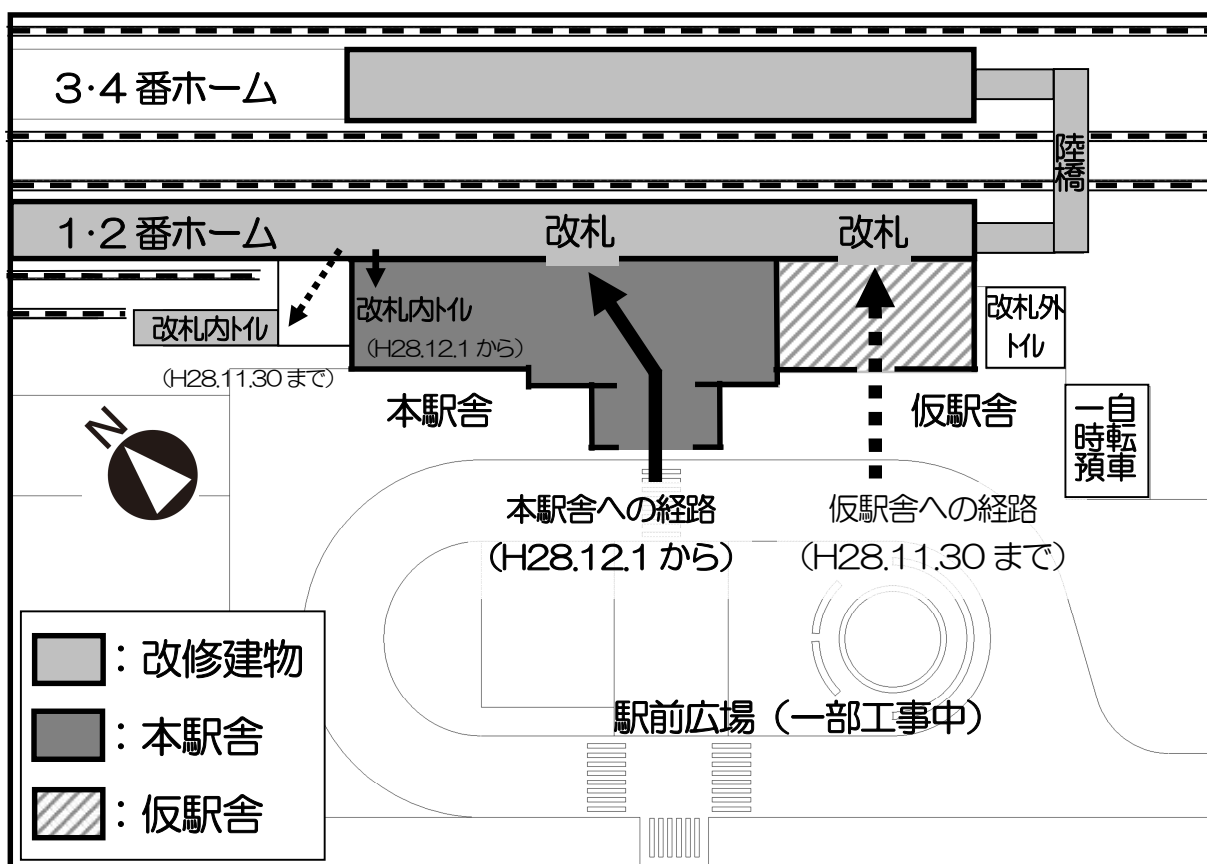 3・4番ホーム
陸橋
1・2番ホーム
改札
改札
改札内トイレ
(H28.12.1から)
改札内トイレ
(H28.11.30まで)
改札外
トイレ
本駅舎
仮駅舎
自転車
一時預
N
本駅舎への経路
(H28.12.1から)
仮駅舎への経路
(H28.11.30まで)
：改修建物
：本駅舎
：仮駅舎
駅前広場（一部工事中）